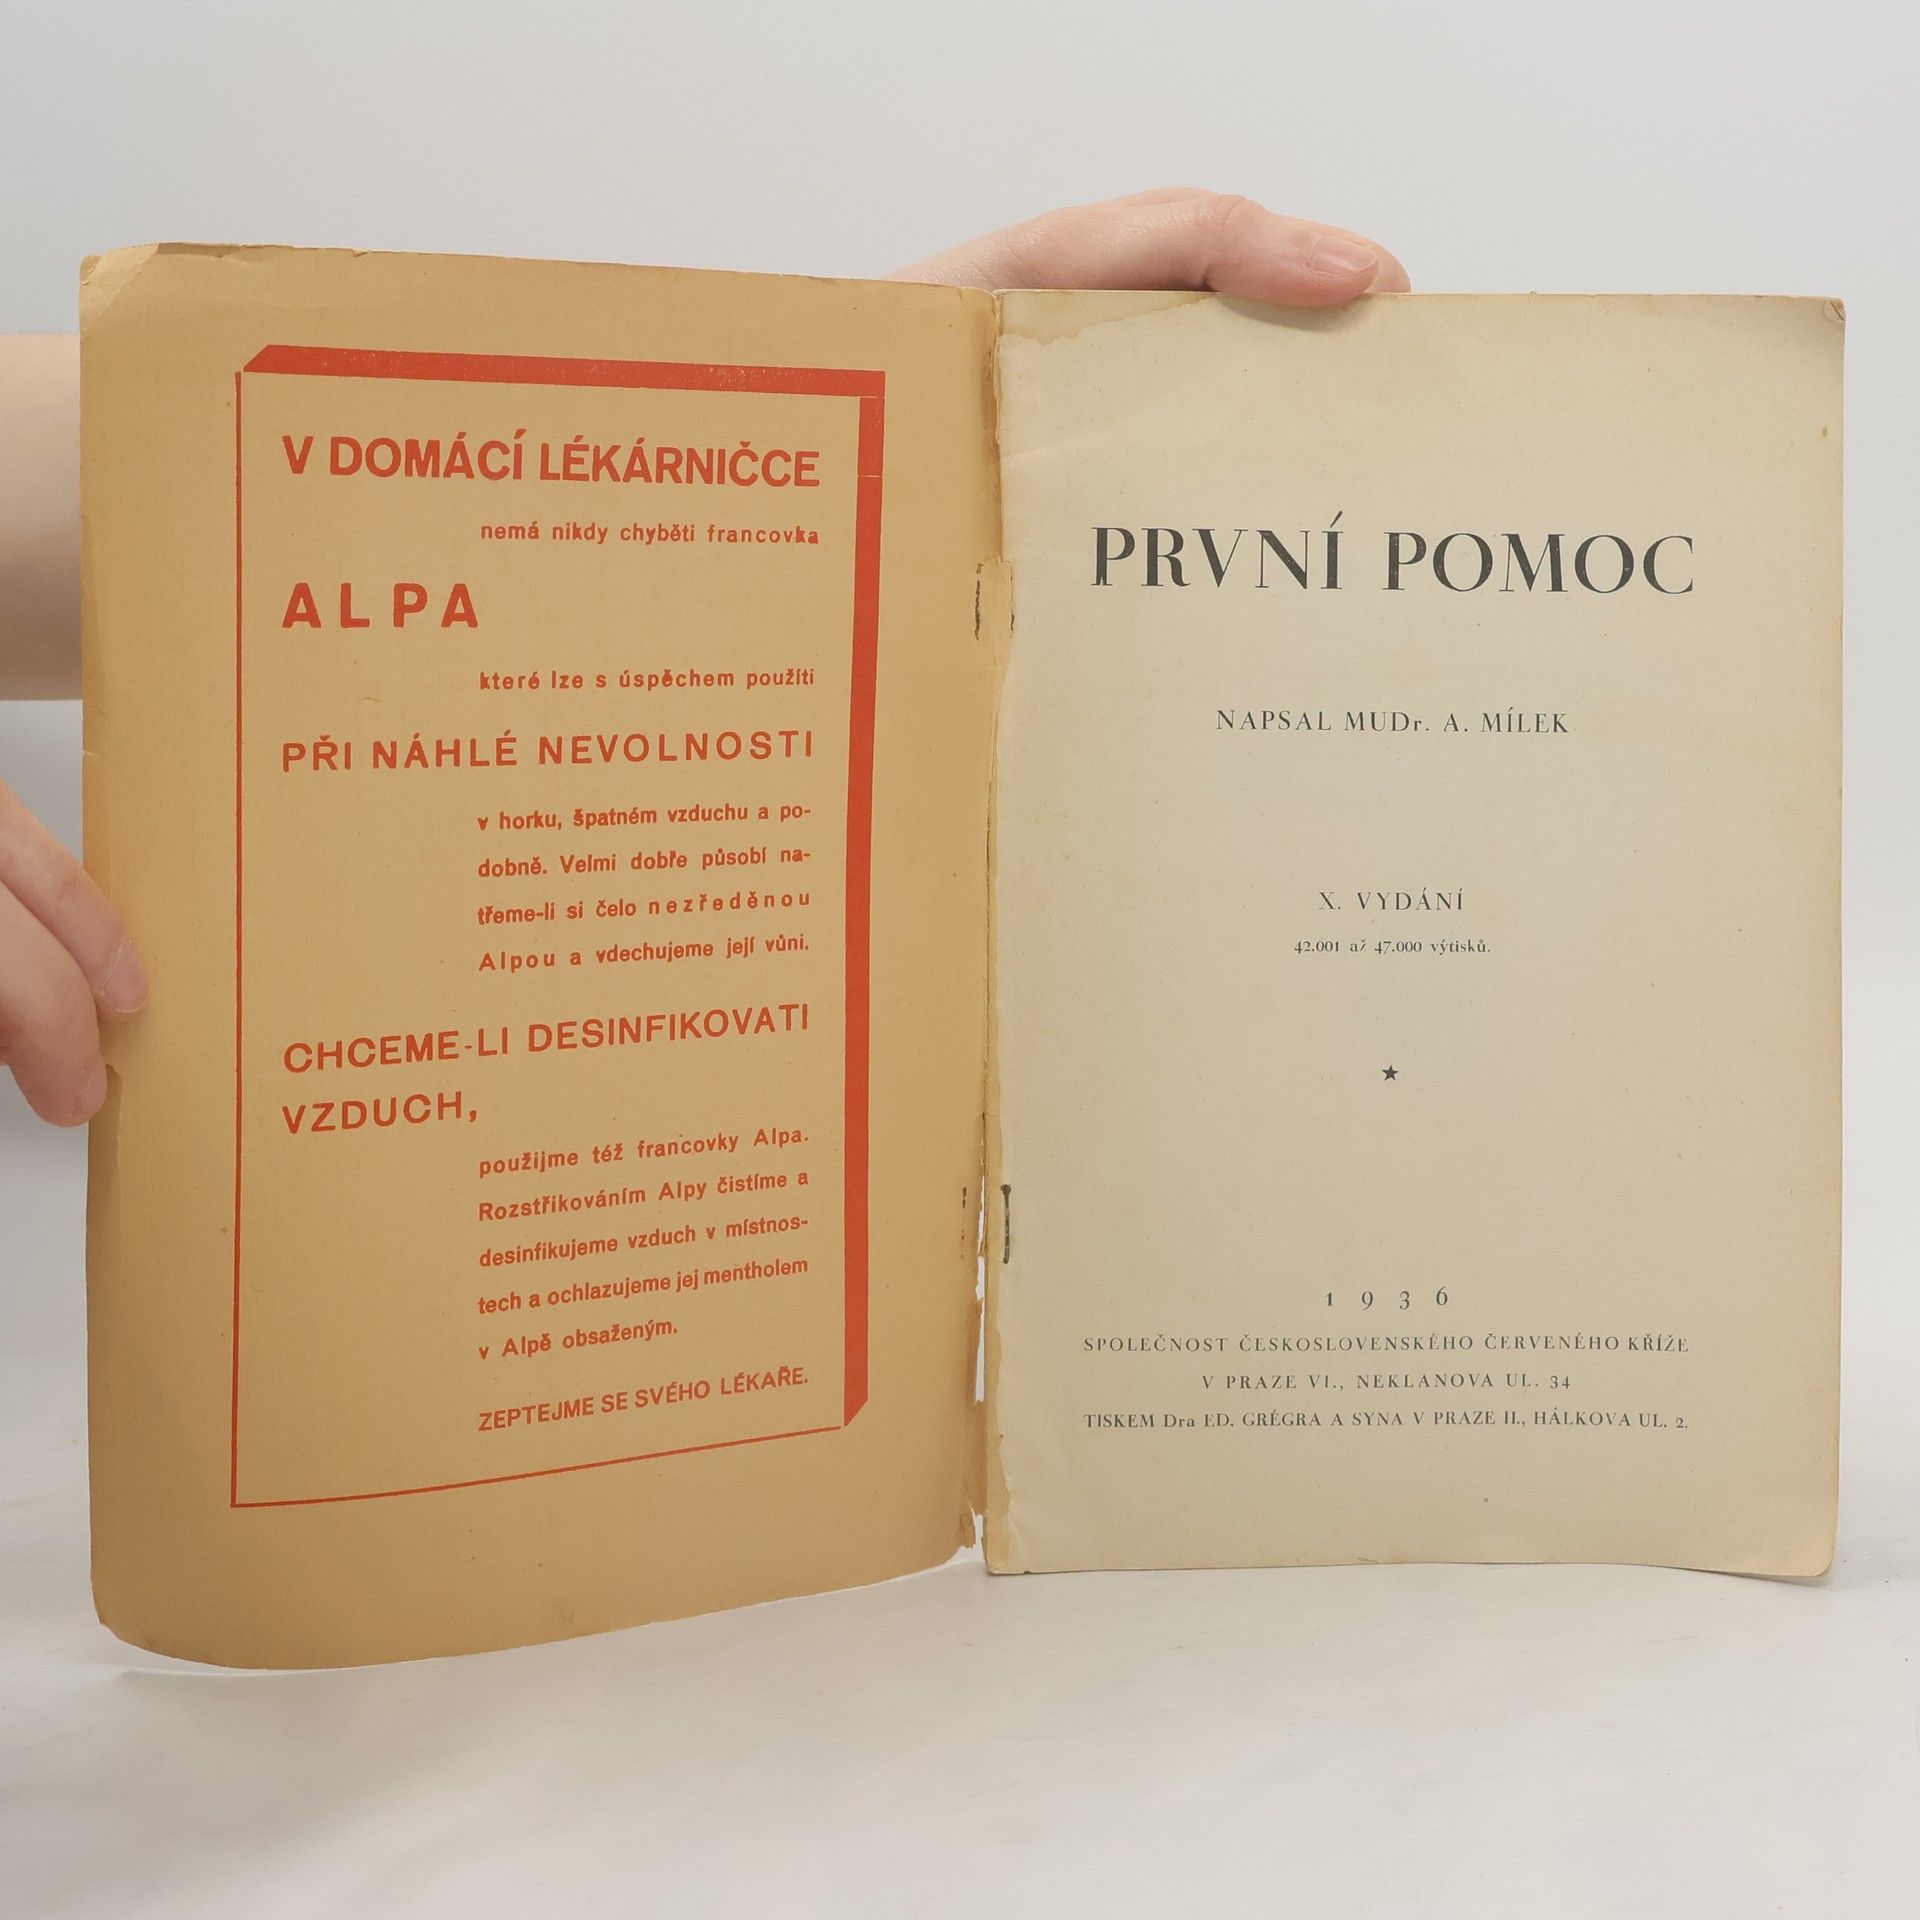 V DOMÁCÍ LÉKÁRNIČCE
nemá nikdy chyběti francovka
ALPA
které lze s úspěchem použíti
PŘI NÁHLÉ NEVOLNOSTI
v horku, špatném vzduchu a po-
dobně. Velmi dobře působí na-
třeme-li si čelo nezředěnou
Alpou a vdechujeme její vůni.
CHCEME-LI DESINFIKOVATI
VZDUCH,
použijme též francovky Alpa.
Rozstřikováním Alpy čistíme a
desinfikujeme vzduch v místnos-
tech a ochlazujeme jej mentholem
v Alpě obsaženým.
ZEPTEJME SE SVÉHO LÉKAŘE.
PRVNÍ POMOC
NAPSAL MUDr. A. MÍLEK
X. VYDÁNÍ
42.001 až 47.000 výtisků.
1936
SPOLEČNOST ČESKOSLOVENSKÉHO ČERVENÉHO KŘÍŽE
V PRAZE VI., NEKLANOVA UL. 34
TISKEM Dra ED. GRÉGRA A SYNA V PRAZE II., HÁLKOVA UL. 2.